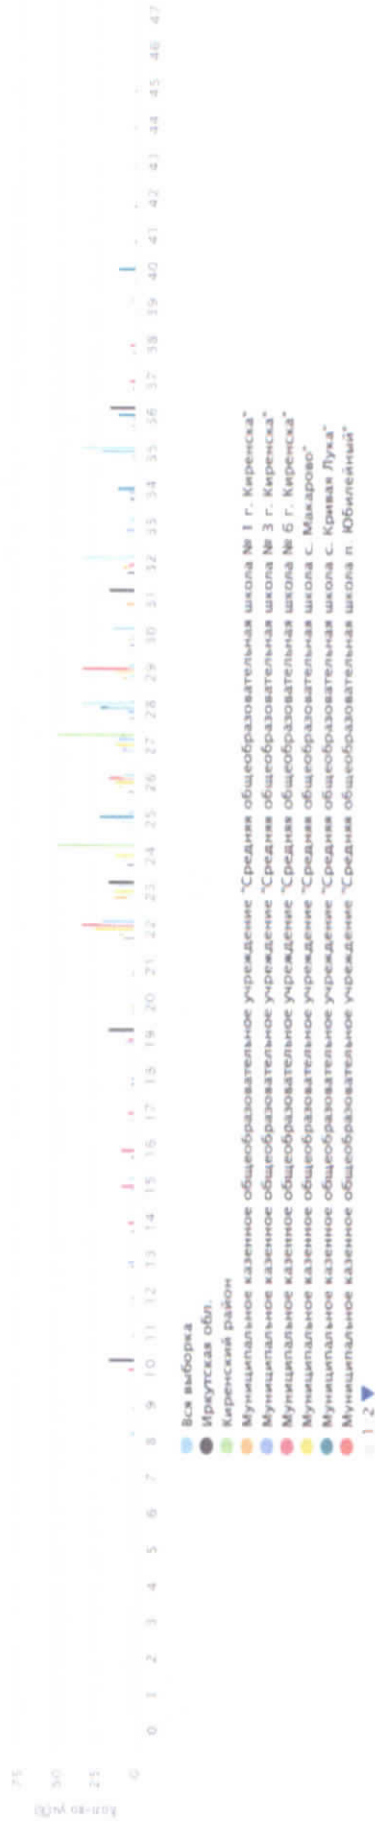 75
50
25
0
0 1 2 3 4 5 6 7 8 9 10 11 12 13 14 15 16 17 18 19 20 21 22 23 24 25 26 27 28 29 30 31 32 33 34 35 36 37 38 39 40 41 42 43 44 45 46 47
Вся выборка
Иркутская обл.
Киренский район
Муниципальное казенное общеобразовательное учреждение "Средняя общеобразовательная школа № 1 г. Киренска"
Муниципальное казенное общеобразовательное учреждение "Средняя общеобразовательная школа № 3 г. Киренска"
Муниципальное казенное общеобразовательное учреждение "Средняя общеобразовательная школа № 6 г. Киренска"
Муниципальное казенное общеобразовательное учреждение "Средняя общеобразовательная школа с. Макарово"
Муниципальное казенное общеобразовательное учреждение "Средняя общеобразовательная школа с. Кривая Лука"
Муниципальное казенное общеобразовательное учреждение "Средняя общеобразовательная школа п. Юбилейный"
1 2